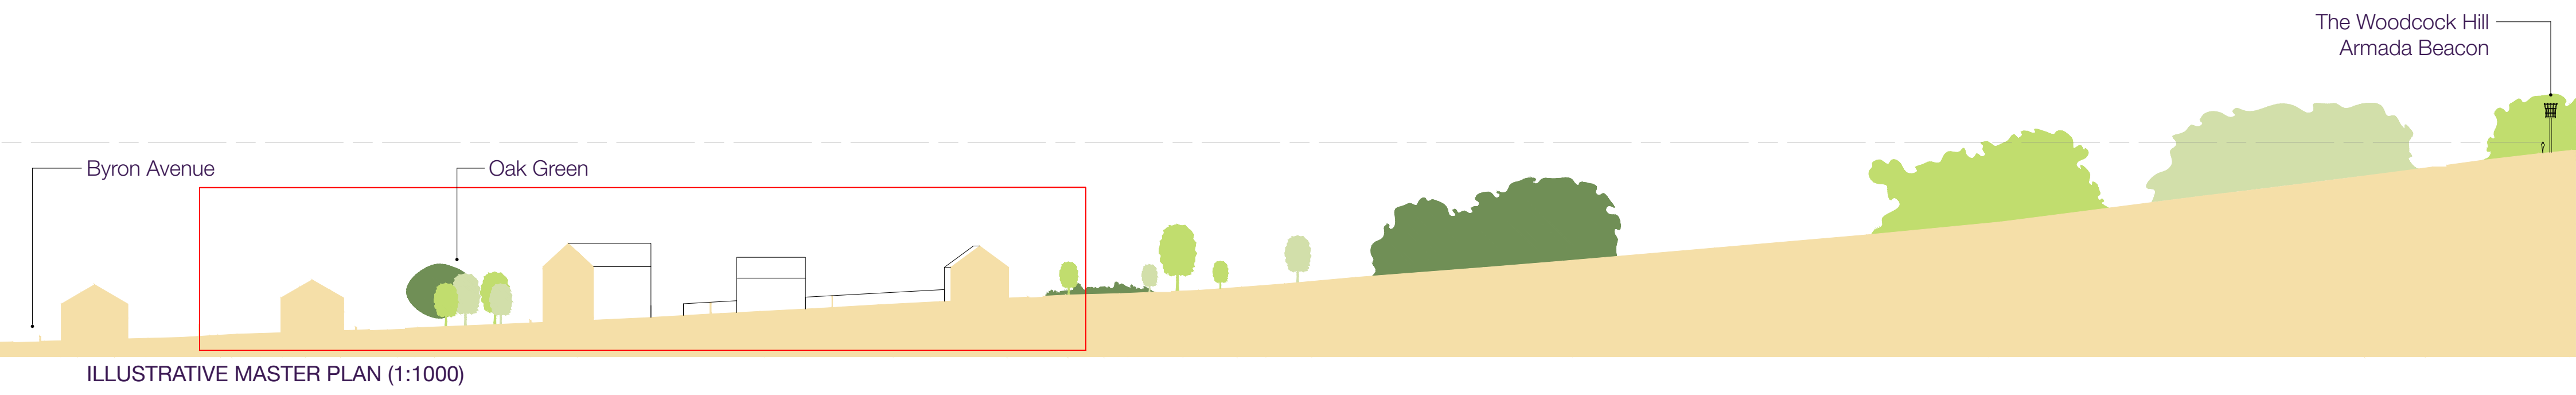 The Woodcock Hill
Armada Beacon
Byron Avenue
Oak Green
ILLUSTRATIVE MASTER PLAN (1:1000)